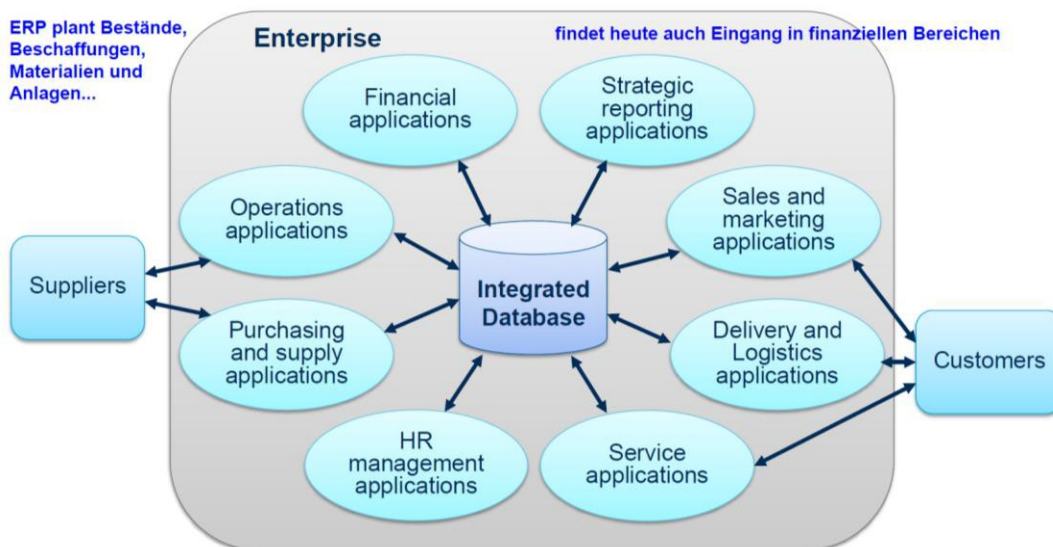 ERP plant Bestände,
Beschaffungen,
Materialien und
Anlagen...
Enterprise
findet heute auch Eingang in finanziellen Bereichen
Financial
applications
Strategic
reporting
applications
Operations
applications
Sales and
marketing
applications
Suppliers
Integrated
Database
Purchasing
and supply
applications
Delivery and
Logistics
applications
Customers
HR
management
applications
Service
applications